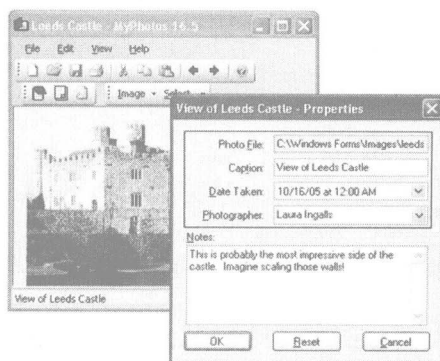 Leeds Castle - MyPhotos 16.5
File Edit View Help
Image Select
View of Leeds Castle
View of Leeds Castle - Properties
Photo File: C:\Windows Forms\Images\leeds
Caption: View of Leeds Castle
Date Taken: 10/16/05 at 12:00 AM
Photographer: Laura Ingalls
Notes:
This is probably the most impressive side of the
castle. Imagine scaling those walls!
OK Reset Cancel